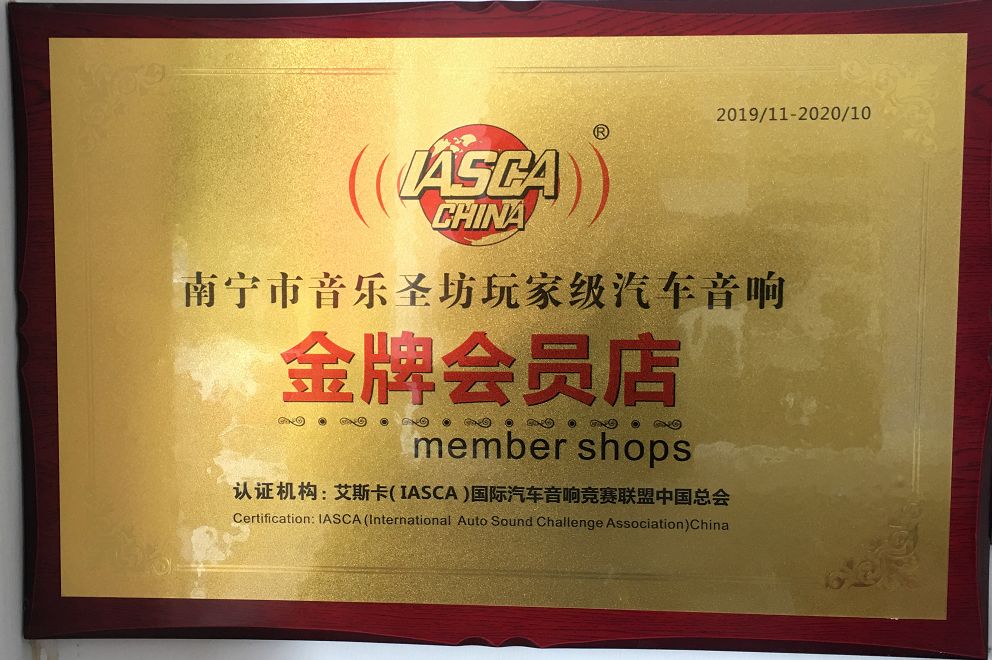 2019/11-2020/10
®
IASCA
CHINA
南宁市音乐圣坊玩家级汽车音响
金牌会员店
member shops
认证机构：艾斯卡(IASCA)国际汽车音响竞赛联盟中国总会
Certification: IASCA (International Auto Sound Challenge Association)China